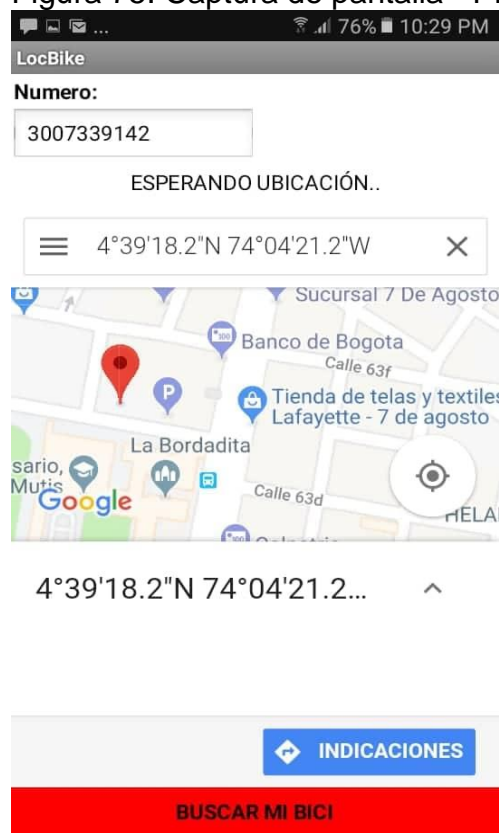 Figura 78. Captura de pantalla
... 76% 10:29 PM
LocBike
Numero:
3007339142
ESPERANDO UBICACIÓN..
4°39'18.2"N 74°04'21.2"W
Sucursal 7 De Agosto
Banco de Bogota
Calle 63f
P
Tienda de telas y textiles
Lafayette - 7 de agosto
La Bordadita
sario,
Mutis
Google
Calle 63d
HELA
4°39'18.2"N 74°04'21.2...
INDICACIONES
BUSCAR MI BICI